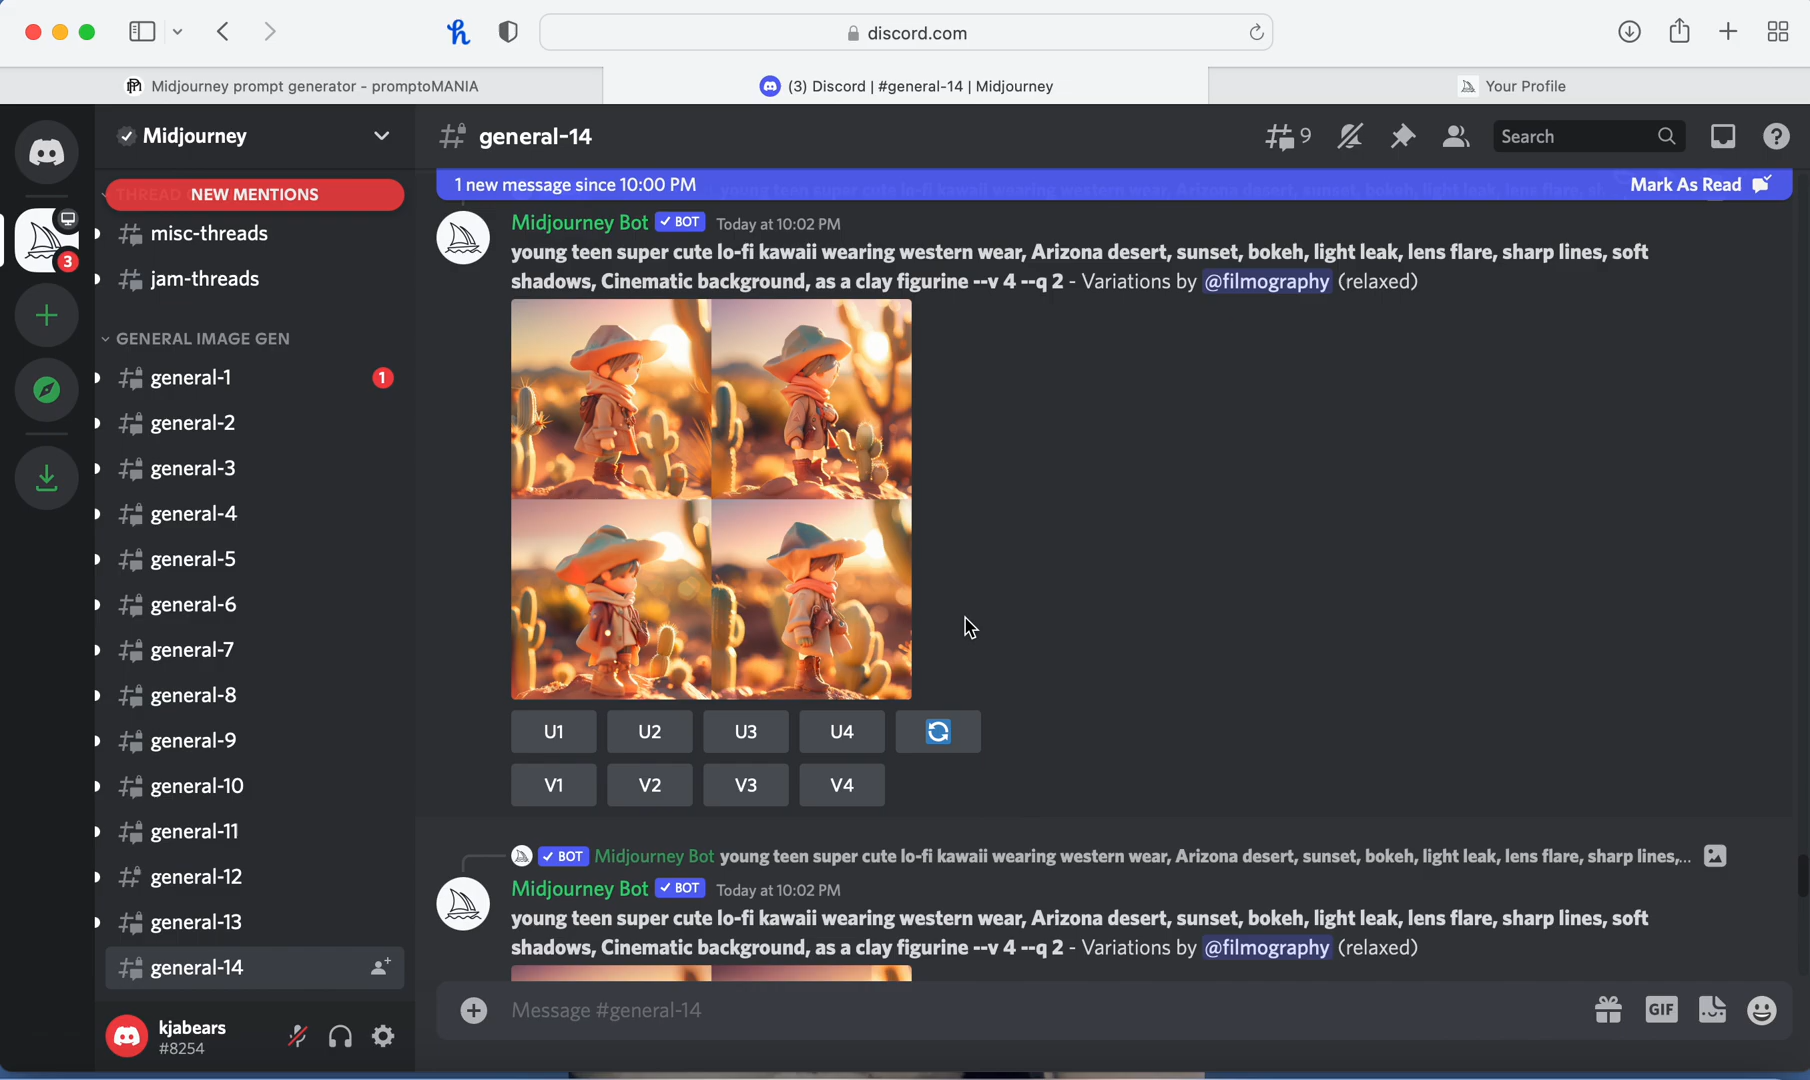 discord.com
Midjourney prompt generator - promptoMANIA
(3) Discord | #general-14 | Midjourney
Your Profile
Midjourney
general-14
9
Search
NEW MENTIONS
1 new message since 10:00 PM
Mark As Read
3
misc-threads
jam-threads
GENERAL IMAGE GEN
general-1
1
general-2
general-3
general-4
general-5
general-6
general-7
general-8
general-9
general-10
general-11
general-12
general-13
general-14
kjabears
#8254
Midjourney Bot ✓ BOT Today at 10:02 PM
young teen super cute lo-fi kawaii wearing western wear, Arizona desert, sunset, bokeh, light leak, lens flare, sharp lines, soft
shadows, Cinematic background, as a clay figurine --v 4 --q 2 - Variations by @filmography (relaxed)
U1 U2 U3 U4
V1 V2 V3 V4
✓ BOT Midjourney Bot young teen super cute lo-fi kawaii wearing western wear, Arizona desert, sunset, bokeh, light leak, lens flare, sharp lines,...
Midjourney Bot ✓ BOT Today at 10:02 PM
young teen super cute lo-fi kawaii wearing western wear, Arizona desert, sunset, bokeh, light leak, lens flare, sharp lines, soft
shadows, Cinematic background, as a clay figurine --v 4 --q 2 - Variations by @filmography (relaxed)
Message #general-14
GIF